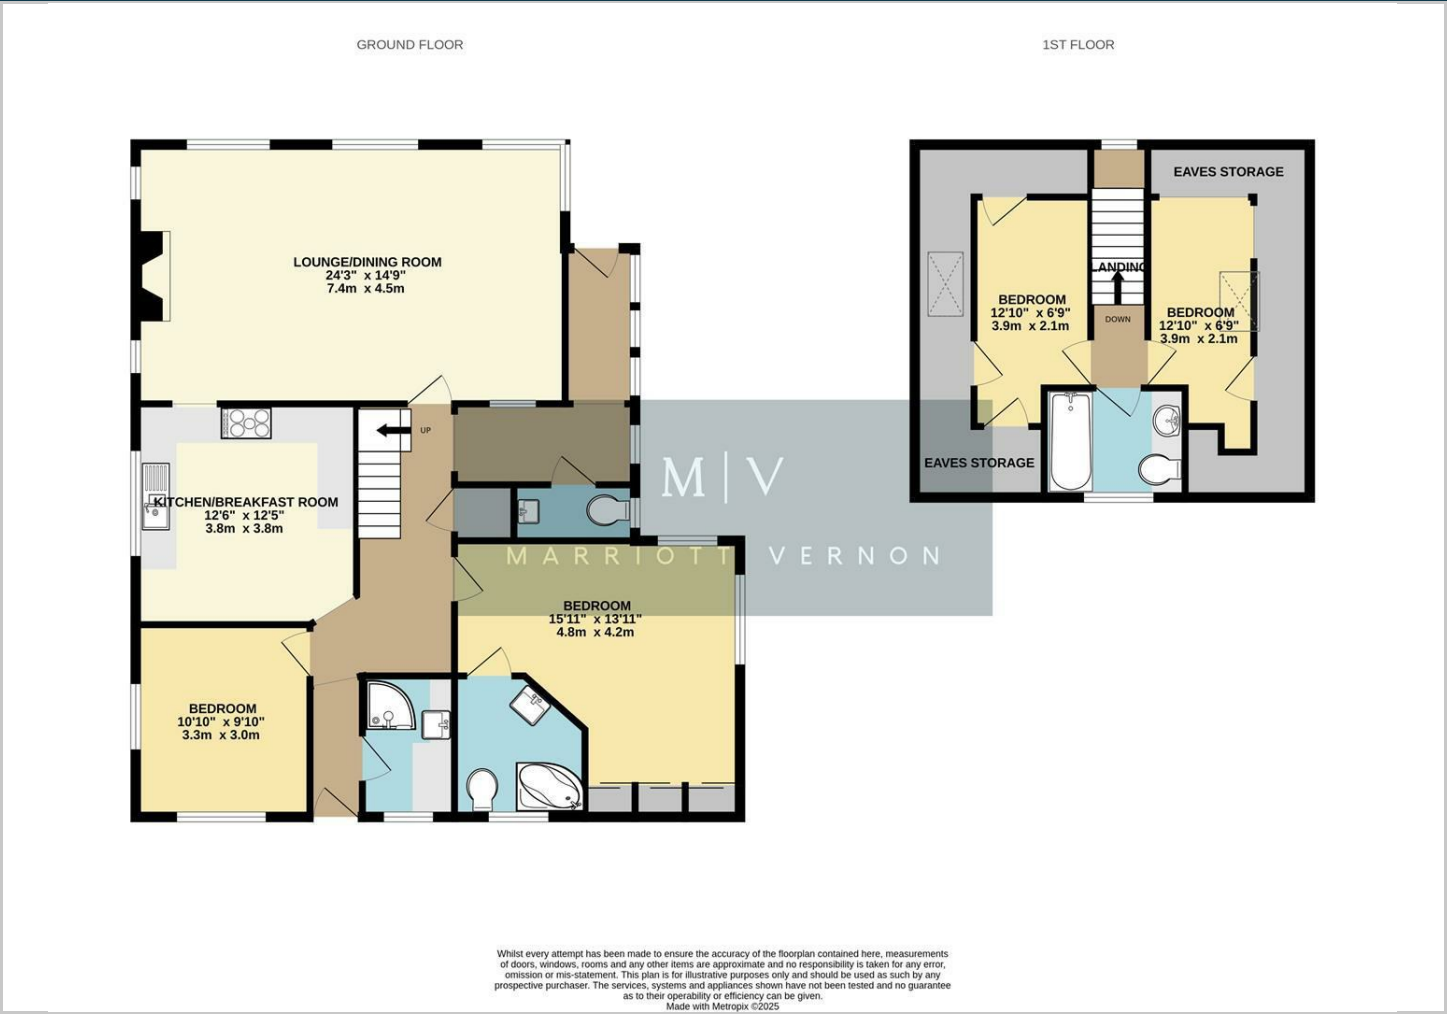 GROUND FLOOR
1ST FLOOR
LOUNGE/DINING ROOM
24'3" x 14'9"
7.4m x 4.5m
KITCHEN/BREAKFAST ROOM
12'6" x 12'5"
3.8m x 3.8m
UP
BEDROOM
10'10" x 9'10"
3.3m x 3.0m
BEDROOM
15'11" x 13'11"
4.8m x 4.2m
M|V
MARRIOTT VERNON
EAVES STORAGE
LANDING
BEDROOM
12'10" x 6'9"
3.9m x 2.1m
DOWN
BEDROOM
12'10" x 6'9"
3.9m x 2.1m
EAVES STORAGE
Whilst every attempt has been made to ensure the accuracy of the floorplan contained here, measurements
of doors, windows, rooms and any other items are approximate and no responsibility is taken for any error,
omission or mis-statement. This plan is for illustrative purposes only and should be used as such by any
prospective purchaser. The services, systems and appliances shown have not been tested and no guarantee
as to their operability or efficiency can be given.
Made with Metropix ©2025